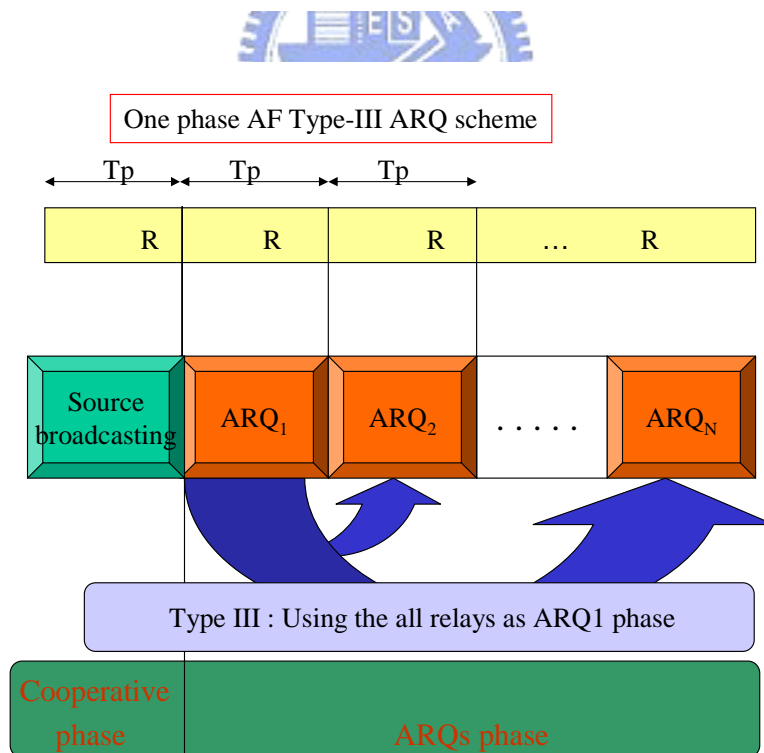 ESA
One phase AF Type-III ARQ scheme
Tp Tp Tp
R R R ... R
Source
broadcasting
ARQ1
ARQ2
. . . . .
ARQN
Type III : Using the all relays as ARQ1 phase
Cooperative
phase
ARQs phase